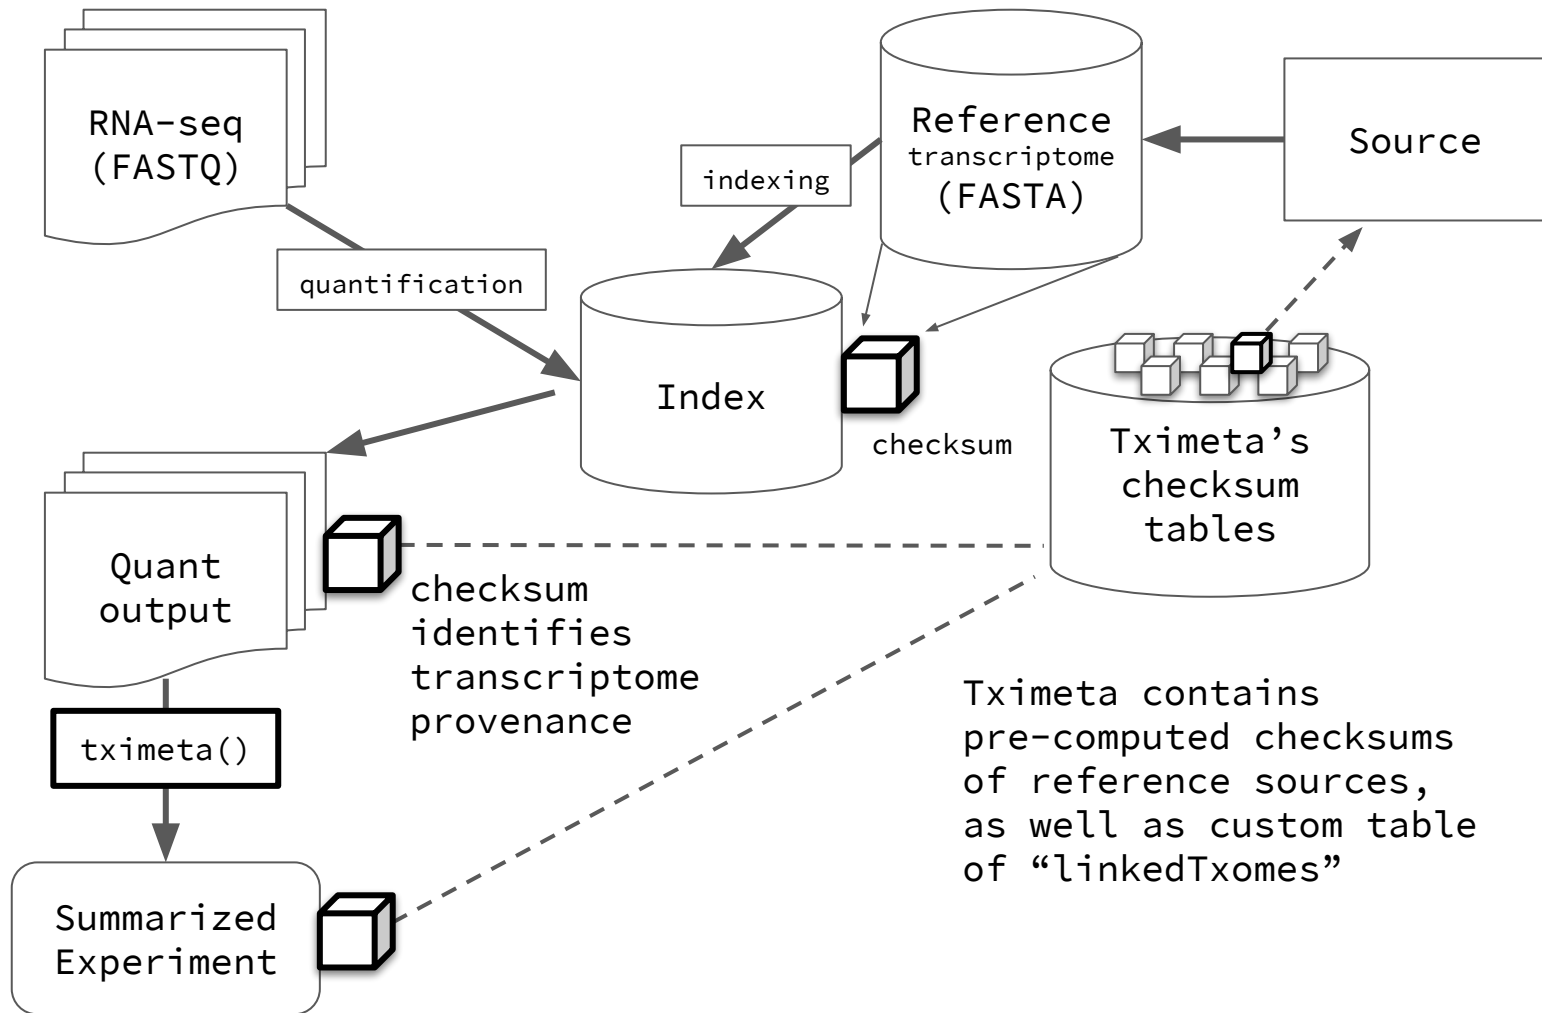 RNA-seq
(FASTQ)
Reference
transcriptome
(FASTA)
Source
indexing
quantification
Index
checksum
Tximeta’s
checksum
tables
Quant
output
checksum
identifies
transcriptome
provenance
tximeta()
Tximeta contains
pre-computed checksums
of reference sources,
as well as custom table
of “linkedTxomes”
Summarized
Experiment